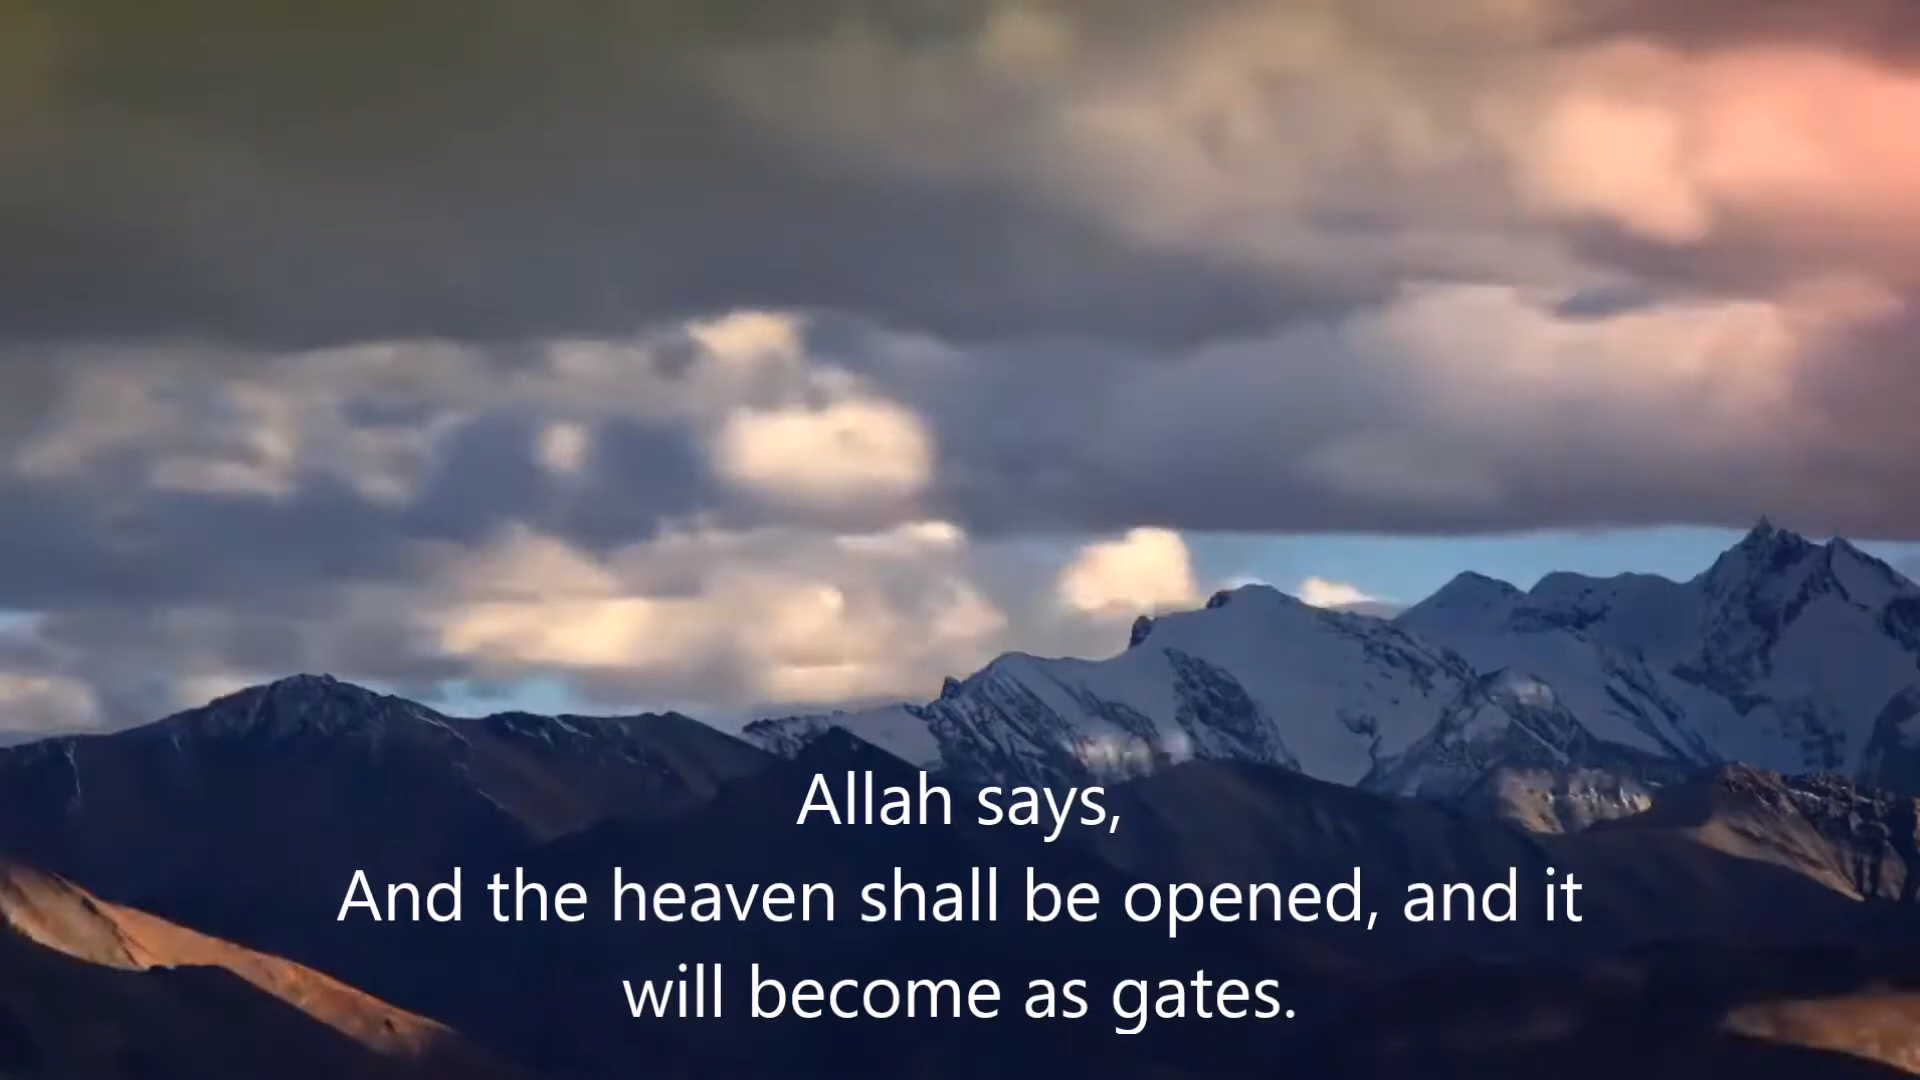 Allah says,
And the heaven shall be opened, and it
will become as gates.